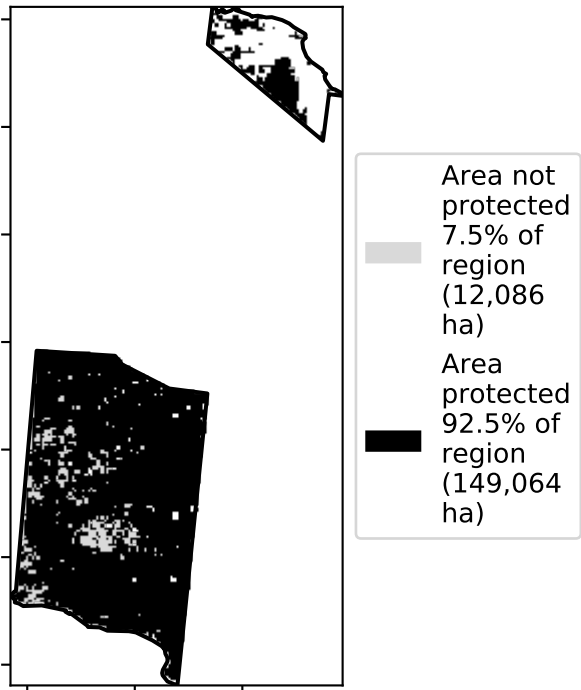 Area not
protected
7.5% of
region
(12,086
ha)
Area
protected
92.5% of
region
(149,064
ha)